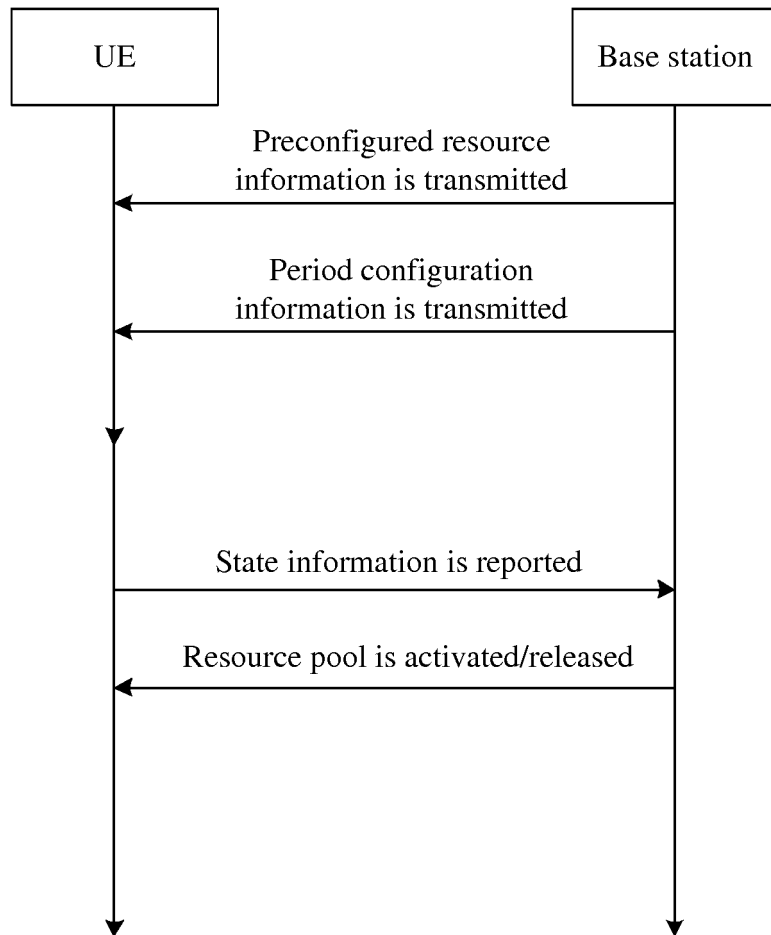 UE
Base station
Preconfigured resource
information is transmitted
Period configuration
information is transmitted
State information is reported
Resource pool is activated/released